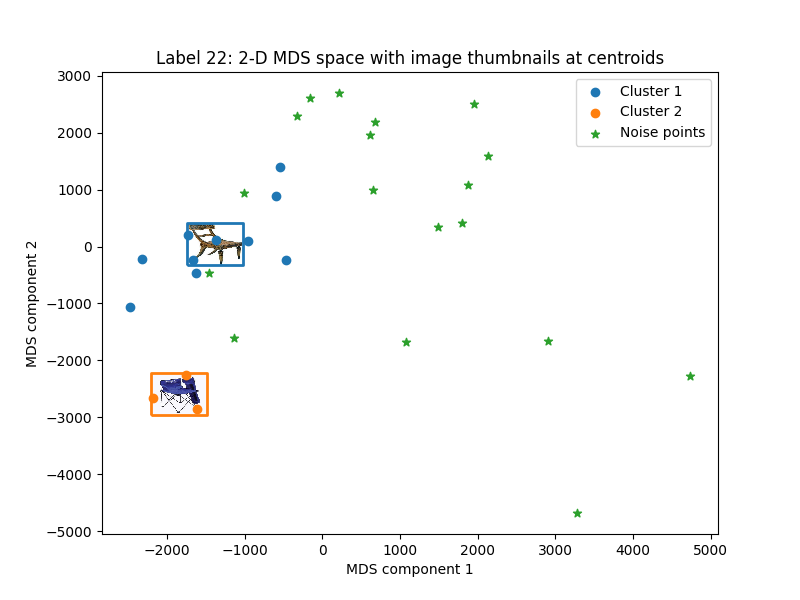 Label 22: 2-D MDS space with image thumbnails at centroids
Cluster 1
Cluster 2
Noise points
3000
2000
1000
0
−1000
−2000
−3000
−4000
−5000
MDS component 2
−2000
−1000
0
1000
2000
3000
4000
5000
MDS component 1